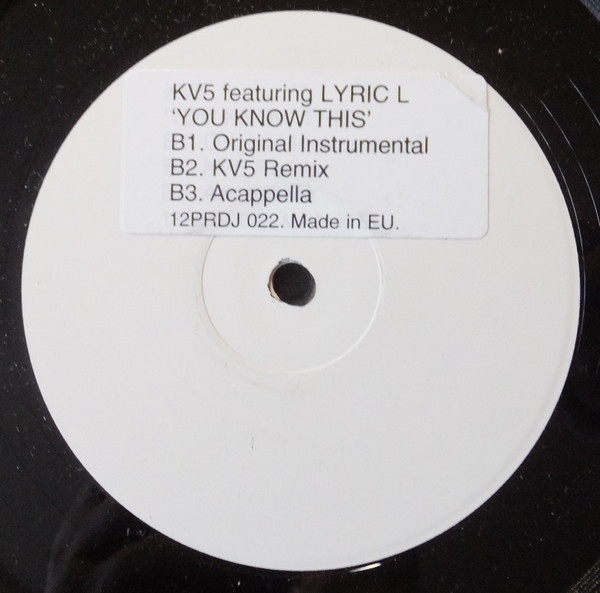 KV5 featuring LYRIC L
‘YOU KNOW THIS’
B1. Original Instrumental
B2. KV5 Remix
B3. Acappella
12PRDJ 022. Made in EU.